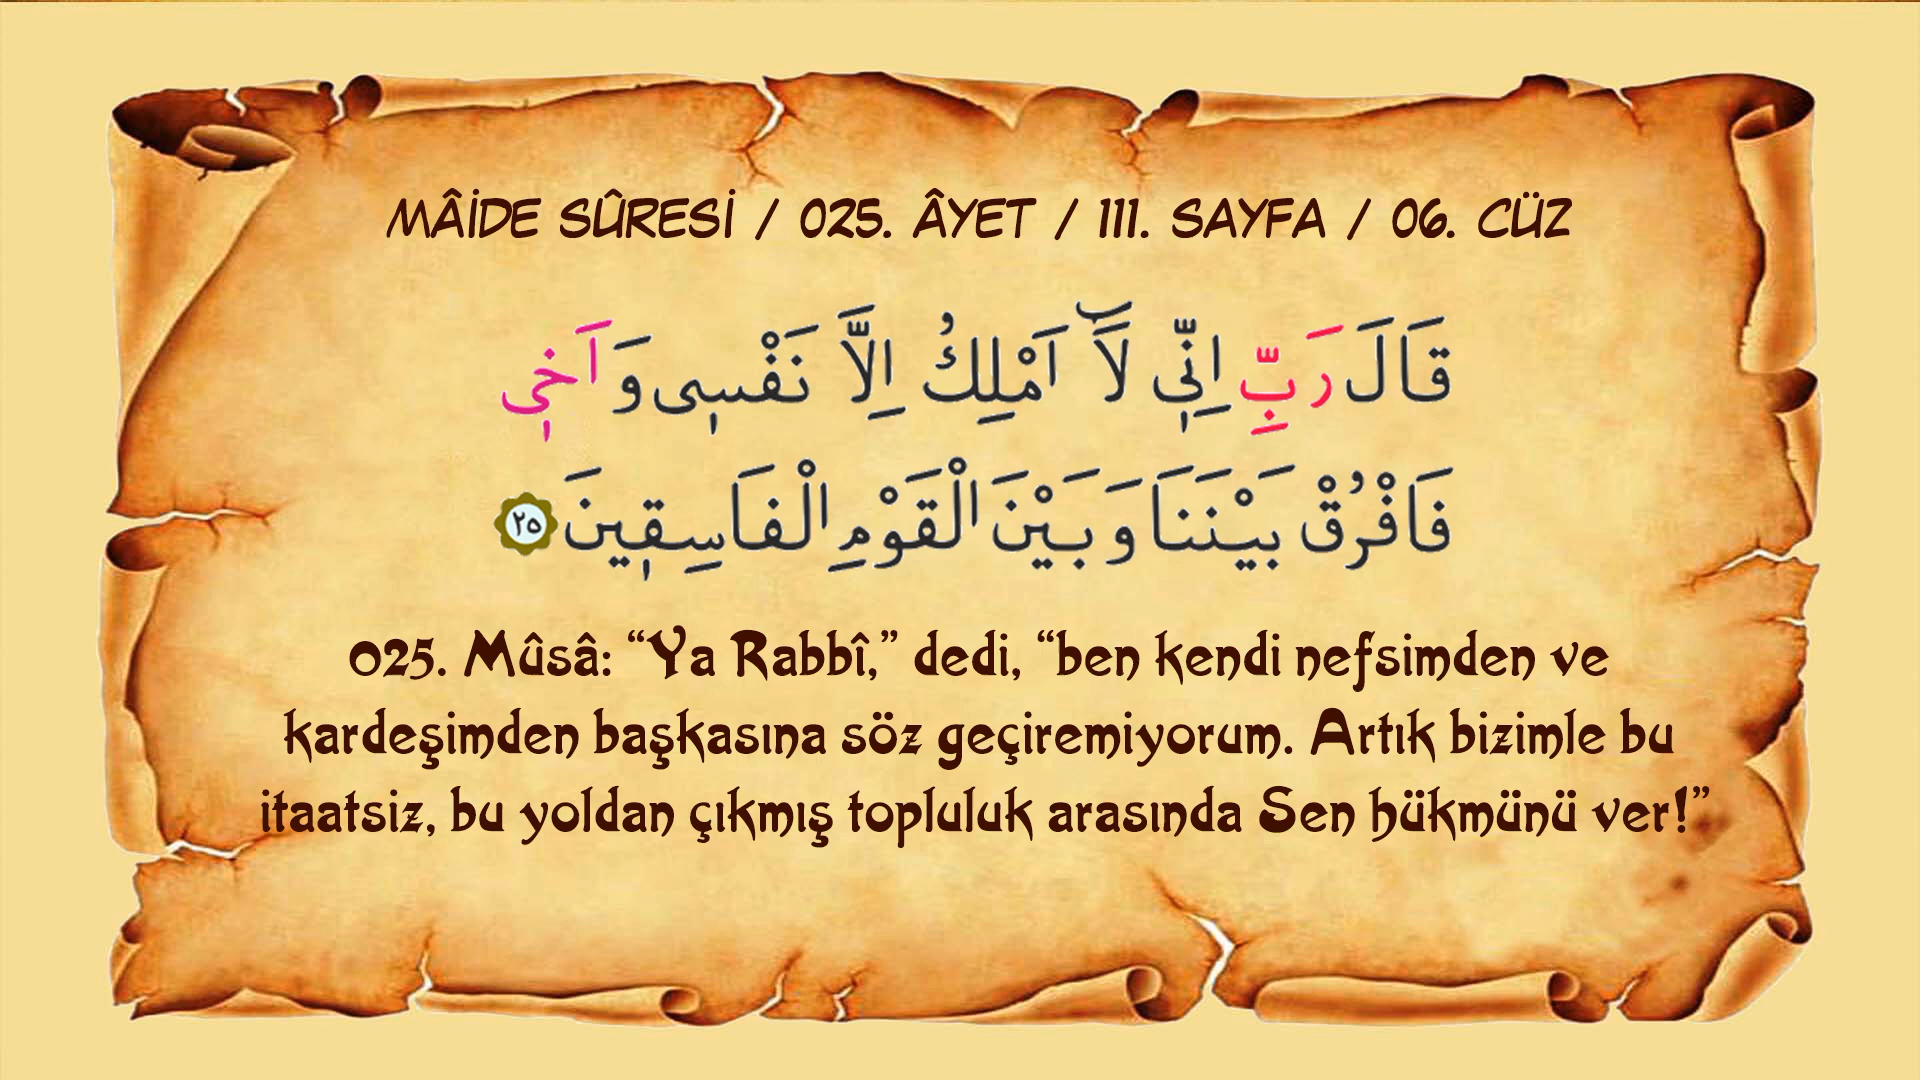 MÂİDE SÛRESİ / 025. ÂYET / 111. SAYFA / 06. CÜZ
قَالَ رَبِّ اِنّٖي لَٓا اَمْلِكُ اِلَّا نَفْسٖى وَ اَخٖي
فَافْرُقْ بَيْنَنَا وَ بَيْنَ الْقَوْمِ الْفَاسِقٖينَ ٢٥
025. Mûsâ: “Ya Rabbî,” dedi, “ben kendi nefsimden ve
kardeşimden başkasına söz geçiremiyorum. Artık bizimle bu
itaatsiz, bu yoldan çıkmış topluluk arasında Sen hükmünü ver!”